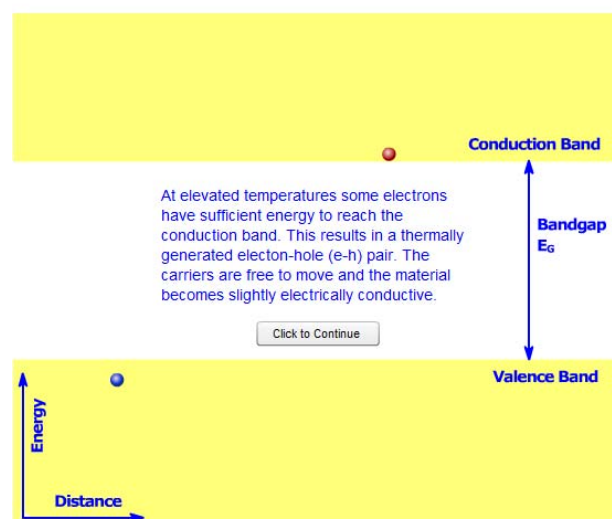 Conduction Band
At elevated temperatures some electrons
have sufficient energy to reach the
conduction band. This results in a thermally
generated electon-hole (e-h) pair. The
carriers are free to move and the material
becomes slightly electrically conductive.
Bandgap
EG
Click to Continue
Valence Band
Energy
Distance